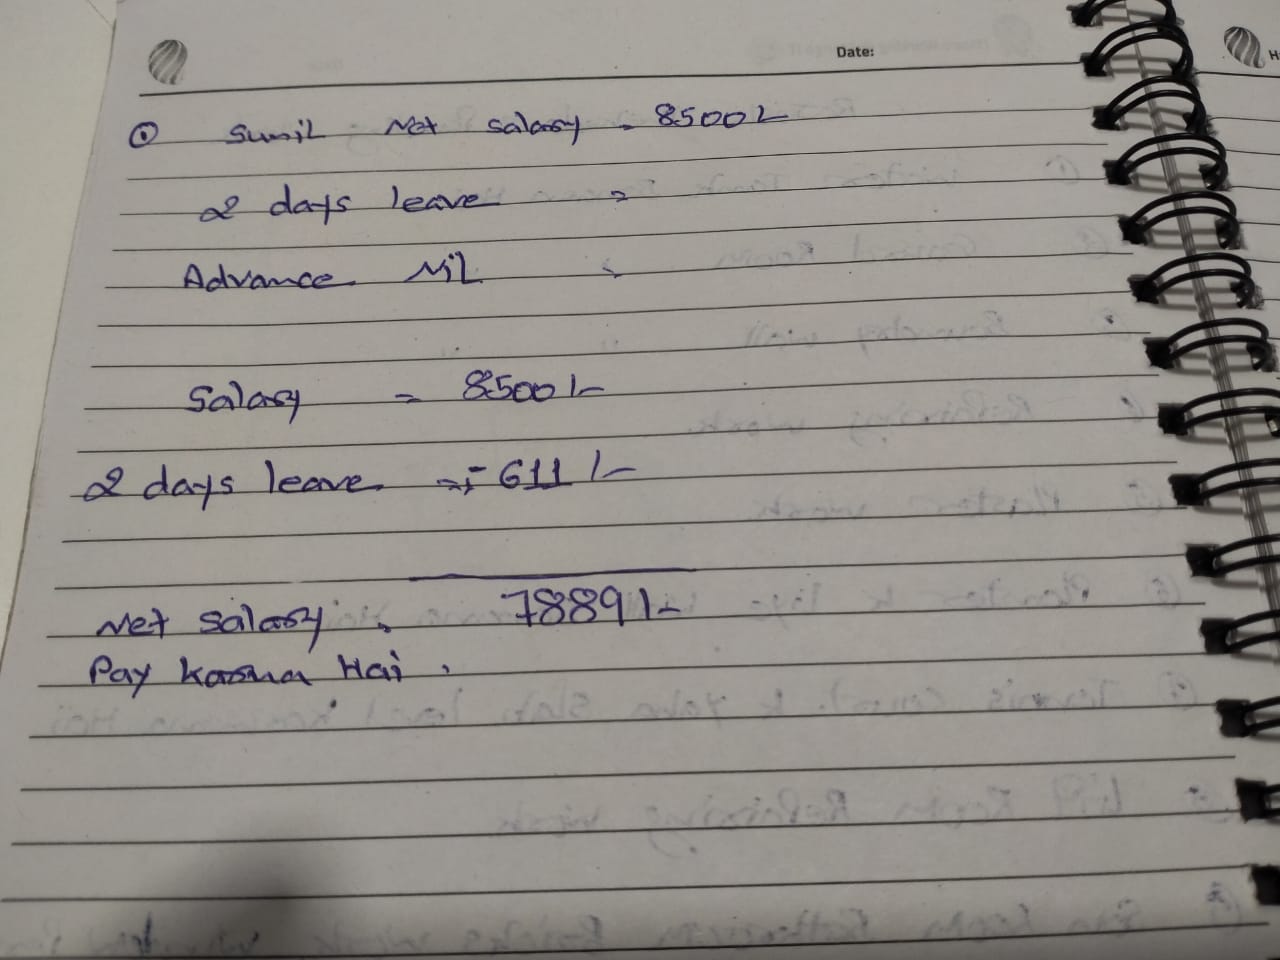 Date:
① Sunil Net Salary = 8500/-
2 days leave =
Advance Nil =
Salary = 8500/-
2 days leave = - 611/-
Net Salary = 7889/-
Pay Karna Hai.